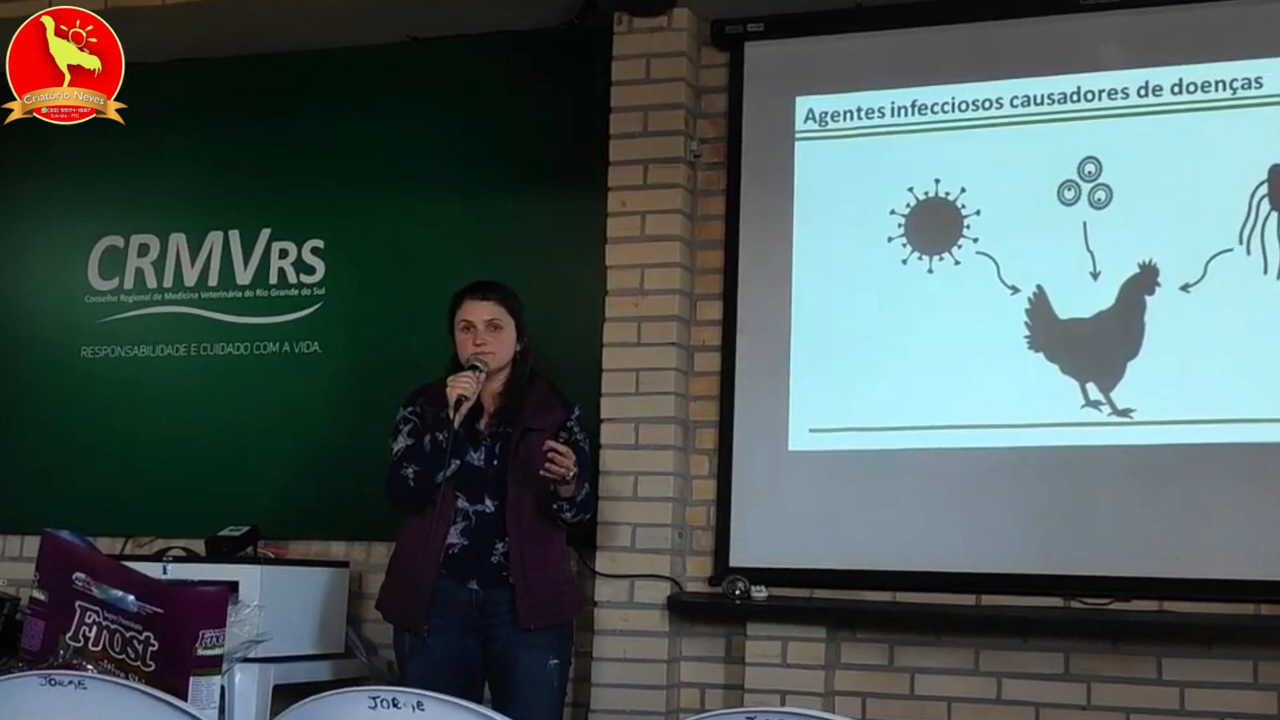 Criatório Neves
Agentes infecciosos causadores de doenças
CRMVRS
Conselho Regional de Medicina Veterinária do Rio Grande do Sul
RESPONSABILIDADE E CUIDADO COM A VIDA.
Frost
JORGE
JORGE